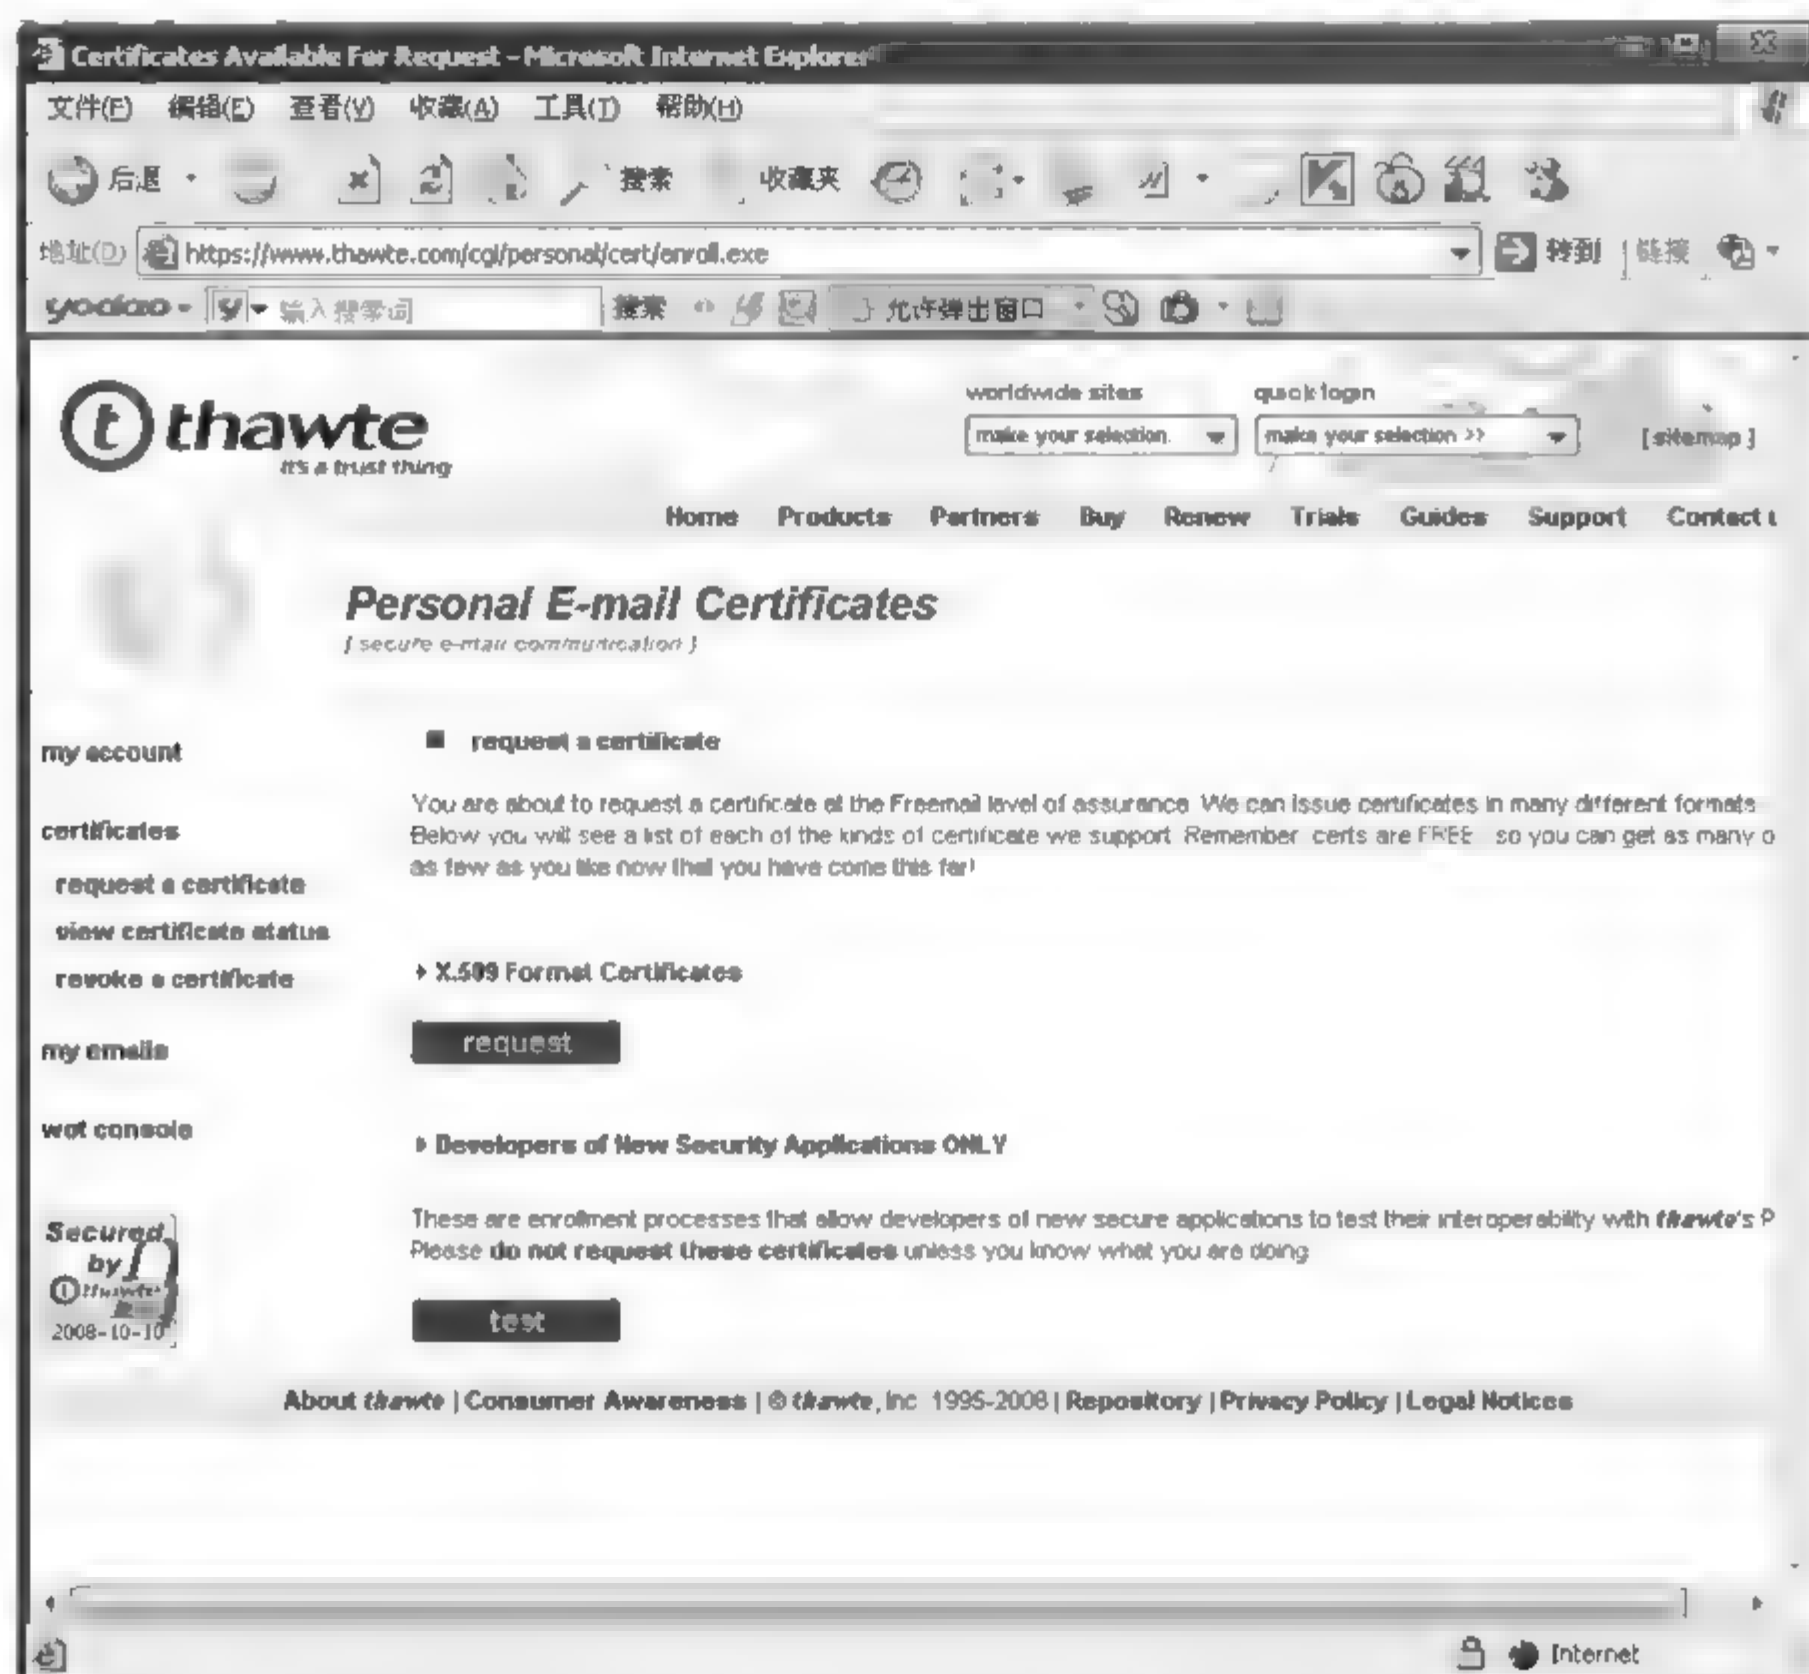 Certificates Available For Request - Microsoft Internet Explorer
文件(F) 编辑(E) 查看(V) 收藏(A) 工具(T) 帮助(H)
后退 搜索 收藏夹
地址(D) https://www.thawte.com/cgi/personal/cert/enroll.exe 转到 链接
yodao 输入搜索词 搜索 允许弹出窗口
worldwide sites quick login
thawte make your selection. make your selection >> [ sitemap ]
it's a trust thing
Home Products Partners Buy Renew Trials Guides Support Contact u
Personal E-mail Certificates
[ secure e-mail communication ]
my account
request a certificate
You are about to request a certificate at the Freemail level of assurance We can issue certificates in many different formats
certificates
Below you will see a list of each of the kinds of certificate we support Remember certs are FREE so you can get as many o
as few as you like now that you have come this far!
request a certificate
view certificate status
revoke a certificate
X.509 Format Certificates
request
my emails
wot console
Developers of New Security Applications ONLY
These are enrollment processes that allow developers of new secure applications to test their interoperability with thawte's P
Please do not request these certificates unless you know what you are doing
Secured
by
thawte
2008-10-10
test
About thawte | Consumer Awareness | © thawte, Inc 1995-2008 | Repository | Privacy Policy | Legal Notices
Internet